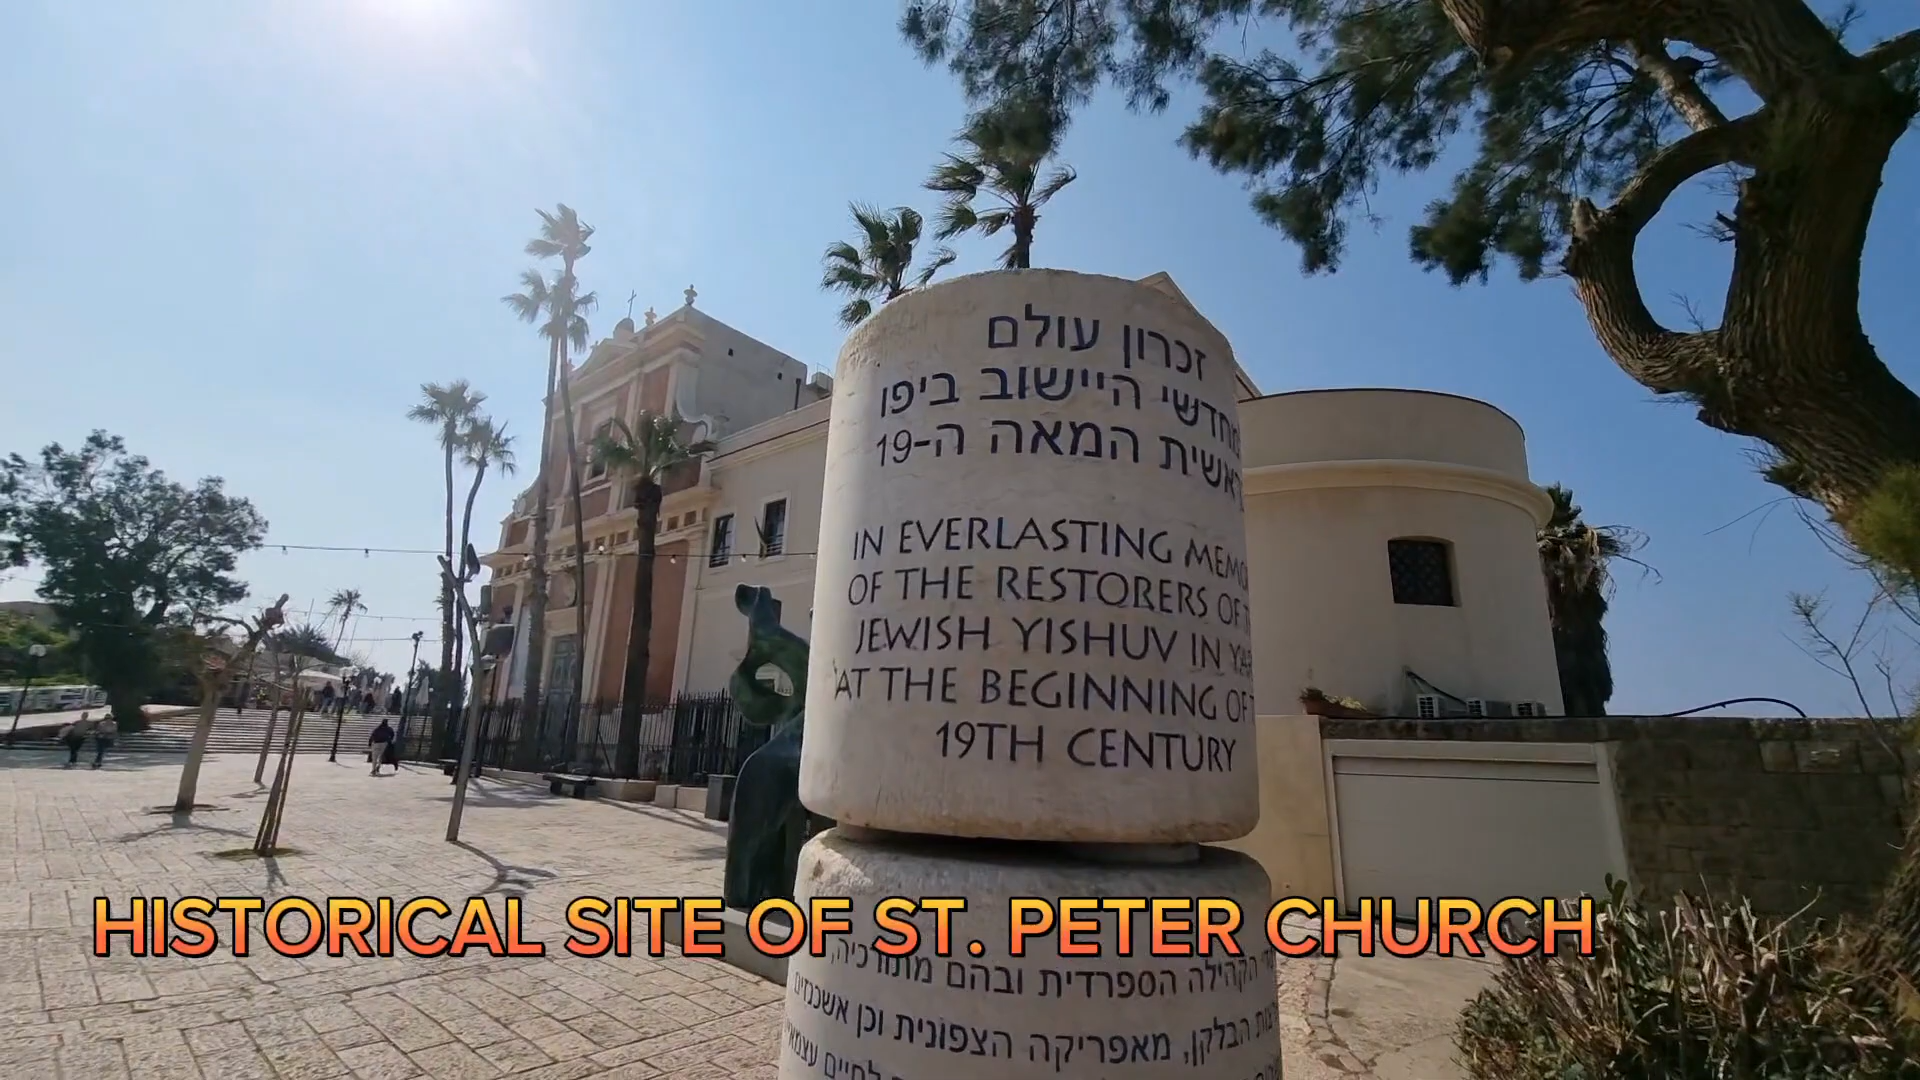 זכרון עולם
מחדשי היישוב ביפו
ראשית המאה ה-19
IN EVERLASTING
OF THE RESTORERS OF
JEWISH YISHUV IN
AT THE BEGINNING OF
19TH CENTURY
HISTORICAL SITE OF ST. PETER CHURCH
הקהילה הספרדית ובהם מתורכיה,
הבלקן, מאפריקה הצפונית וכן אשכנזים
לחיים